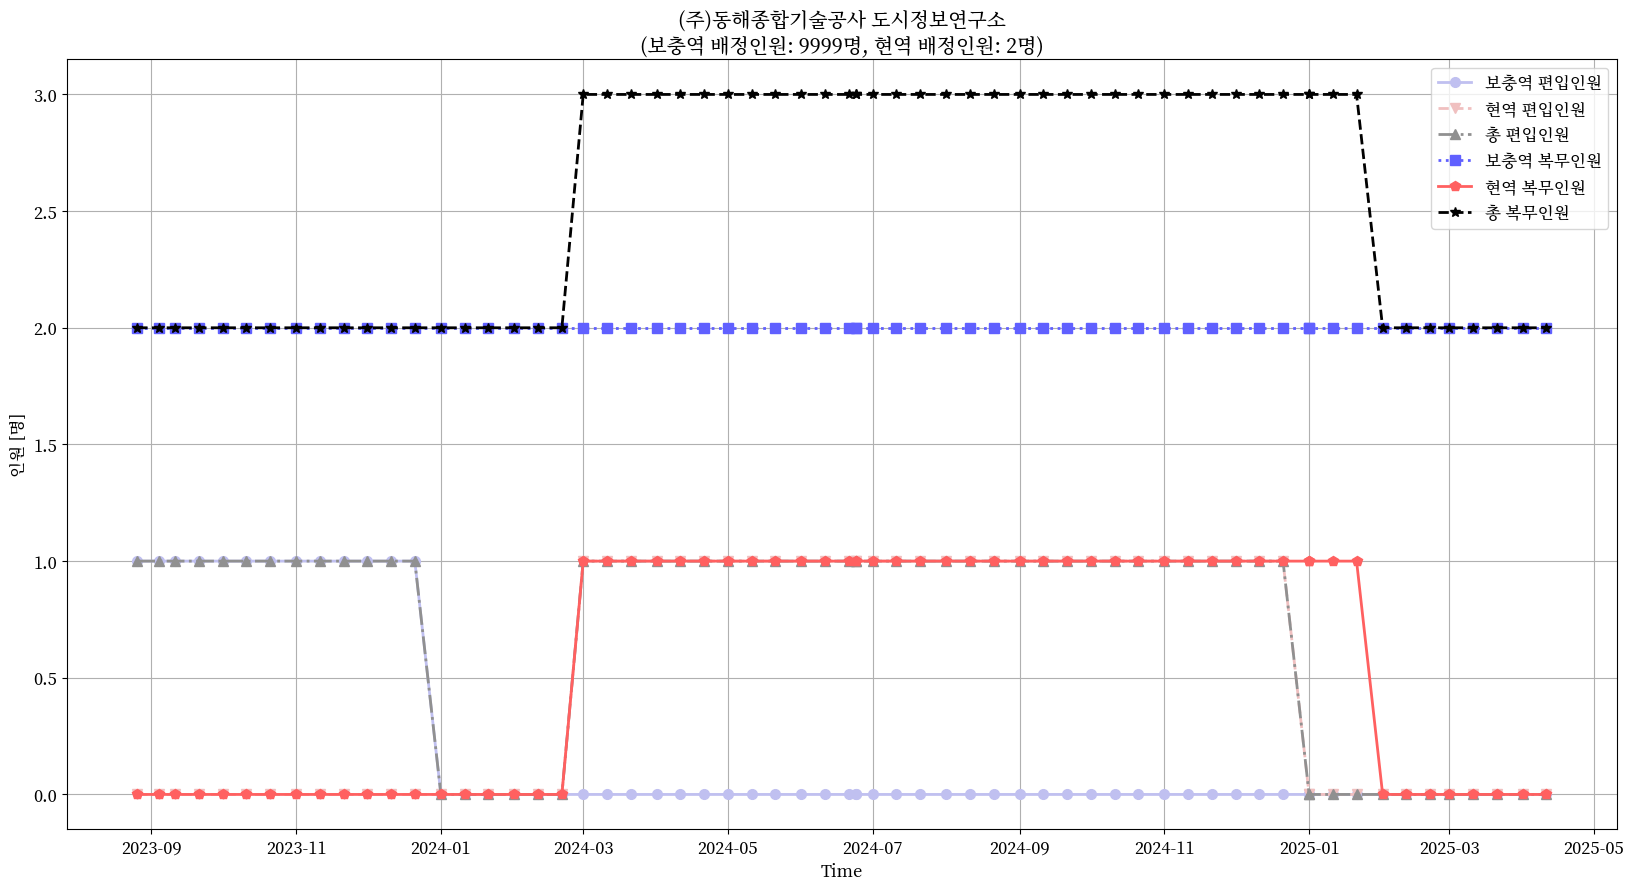 (주)동해종합기술공사 도시정보연구소
(보충역 배정인원: 9999명, 현역 배정인원: 2명)
보충역 편입인원
현역 편입인원
총 편입인원
보충역 복무인원
현역 복무인원
총 복무인원
인원 [명]
3.0
2.5
2.0
1.5
1.0
0.5
0.0
2023-09
2023-11
2024-01
2024-03
2024-05
2024-07
2024-09
2024-11
2025-01
2025-03
2025-05
Time